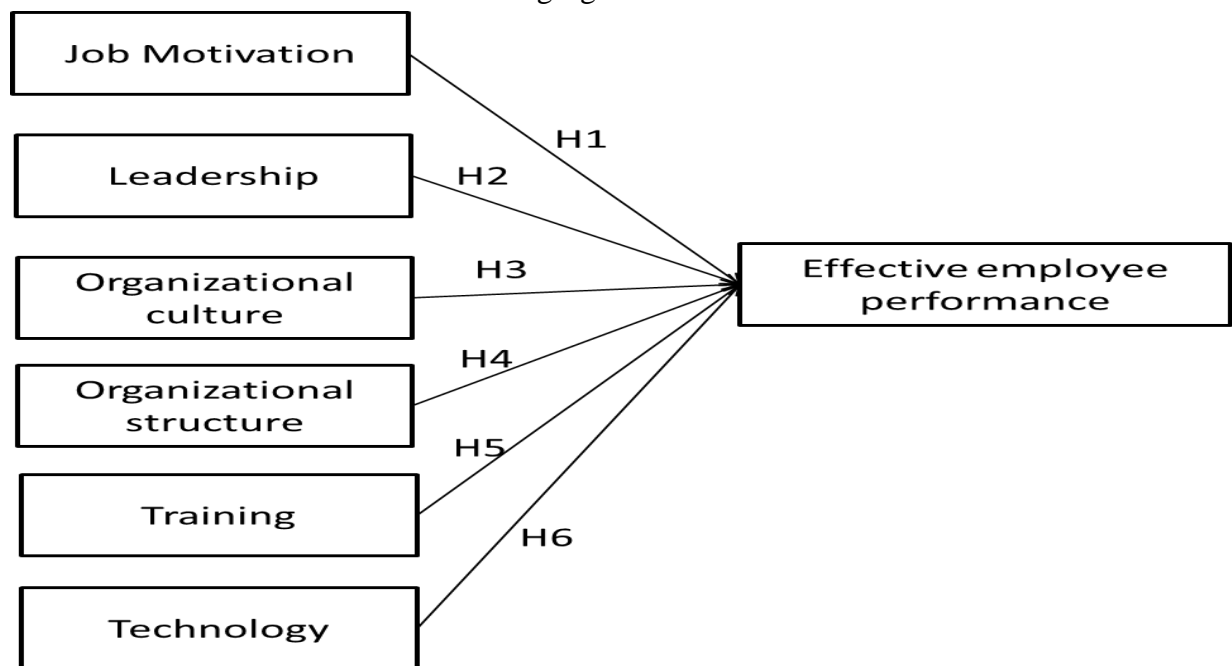 Job Motivation
H1
Leadership
H2
Organizational
culture
H3
Effective employee
performance
Organizational
structure
H4
Training
H5
H6
Technology